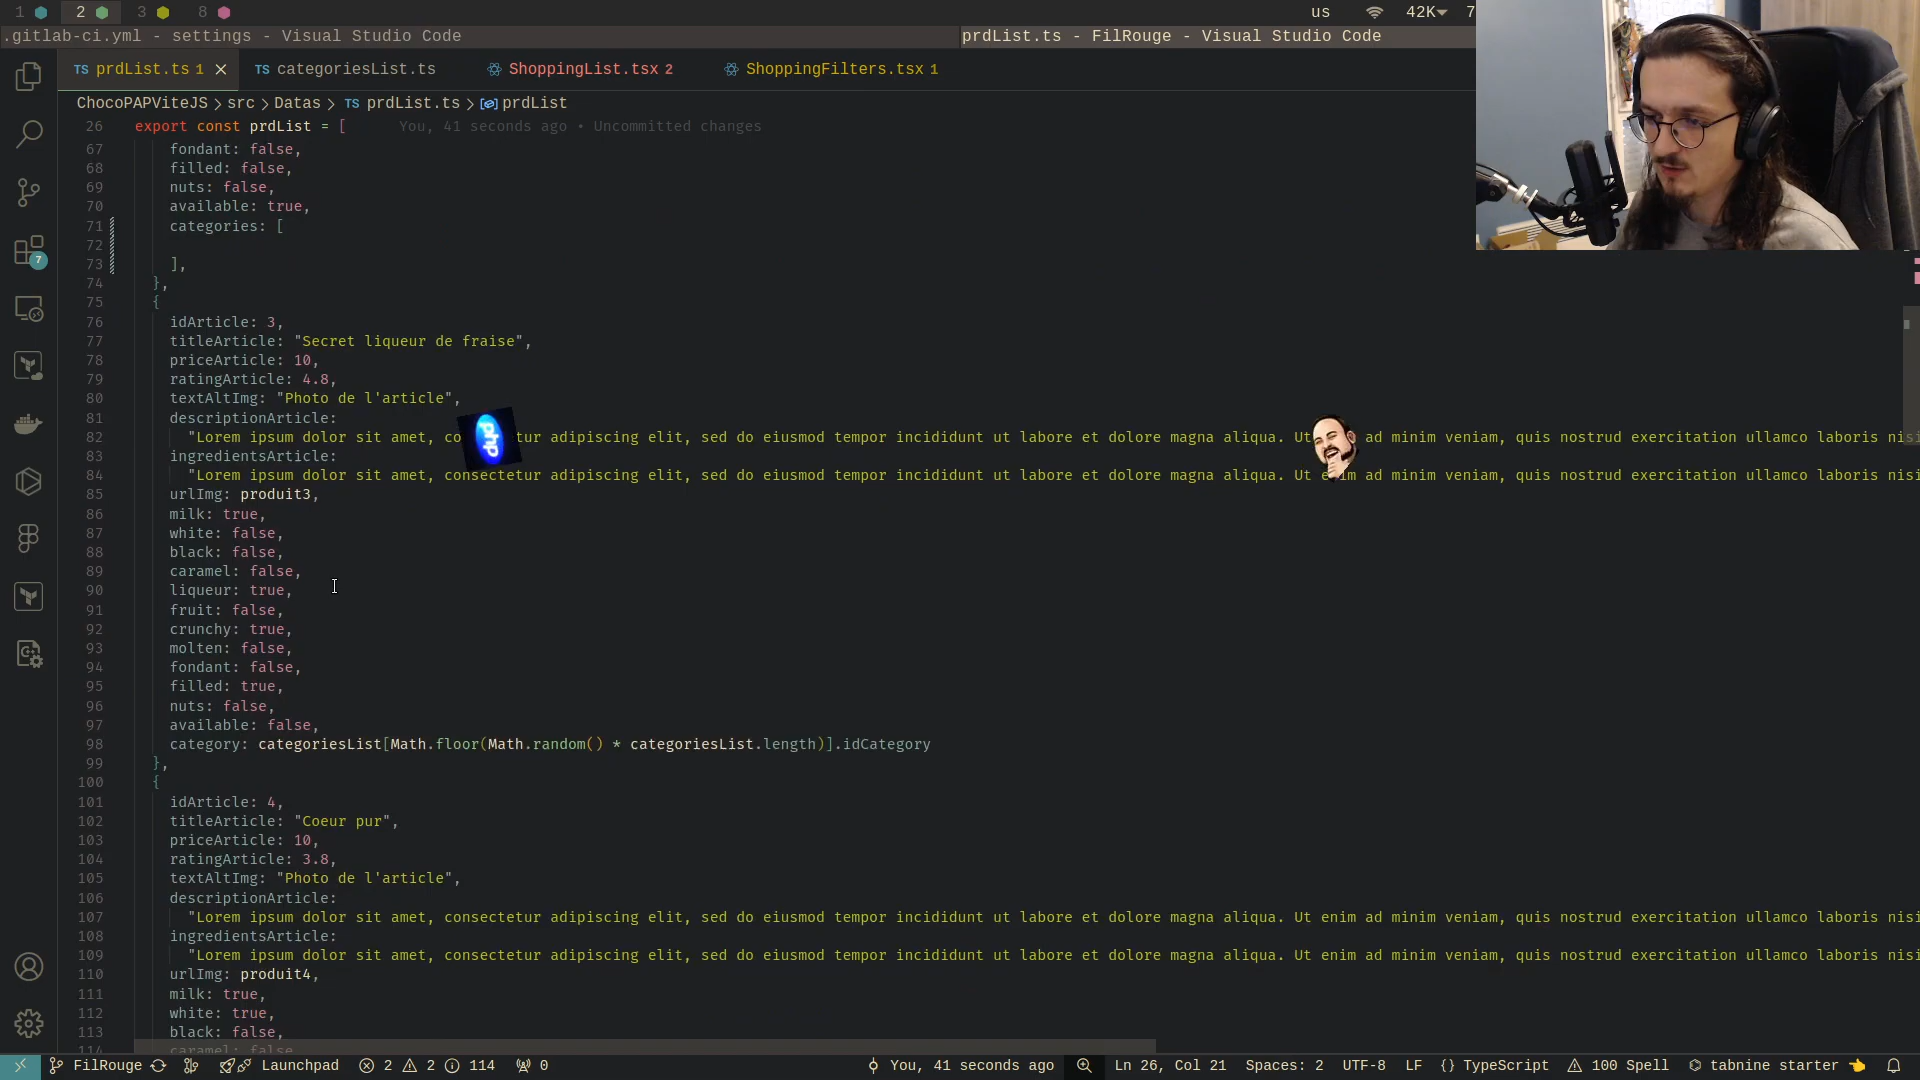 1 2 3 8 us 42K 7
.gitlab-ci.yml - settings - Visual Studio Code prdList.ts - FilRouge - Visual Studio Code
TS prdList.ts 1 TS categoriesList.ts ShoppingList.tsx 2 ShoppingFilters.tsx 1
ChocoPAPViteJS > src > Datas > TS prdList.ts > prdList
26 export const prdList = [ You, 41 seconds ago • Uncommitted changes
67 fondant: false,
68 filled: false,
69 nuts: false,
70 available: true,
71 categories: [
72
73 ],
74 },
75 {
76 idArticle: 3,
77 titleArticle: "Secret liqueur de fraise",
78 priceArticle: 10,
79 ratingArticle: 4.8,
80 textAltImg: "Photo de l'article",
81 descriptionArticle:
82 "Lorem ipsum dolor sit amet, co tur adipiscing elit, sed do eiusmod tempor incididunt ut labore et dolore magna aliqua. Ut ad minim veniam, quis nostrud exercitation ullamco laboris nisi
php
83 ingredientsArticle:
84 "Lorem ipsum dolor sit amet, consectetur adipiscing elit, sed do eiusmod tempor incididunt ut labore et dolore magna aliqua. Ut enim ad minim veniam, quis nostrud exercitation ullamco laboris nisi
85 urlImg: produit3,
86 milk: true,
87 white: false,
88 black: false,
89 caramel: false,
90 liqueur: true,
91 fruit: false,
92 crunchy: true,
93 molten: false,
94 fondant: false,
95 filled: true,
96 nuts: false,
97 available: false,
98 category: categoriesList[Math.floor(Math.random() * categoriesList.length)].idCategory
99 },
100 {
101 idArticle: 4,
102 titleArticle: "Coeur pur",
103 priceArticle: 10,
104 ratingArticle: 3.8,
105 textAltImg: "Photo de l'article",
106 descriptionArticle:
107 "Lorem ipsum dolor sit amet, consectetur adipiscing elit, sed do eiusmod tempor incididunt ut labore et dolore magna aliqua. Ut enim ad minim veniam, quis nostrud exercitation ullamco laboris nisi
108 ingredientsArticle:
109 "Lorem ipsum dolor sit amet, consectetur adipiscing elit, sed do eiusmod tempor incididunt ut labore et dolore magna aliqua. Ut enim ad minim veniam, quis nostrud exercitation ullamco laboris nisi
110 urlImg: produit4,
111 milk: true,
112 white: true,
113 black: false,
114 caramel: false
7
FilRouge Launchpad 2 2 114 0 You, 41 seconds ago Ln 26, Col 21 Spaces: 2 UTF-8 LF {} TypeScript 100 Spell tabnine starter